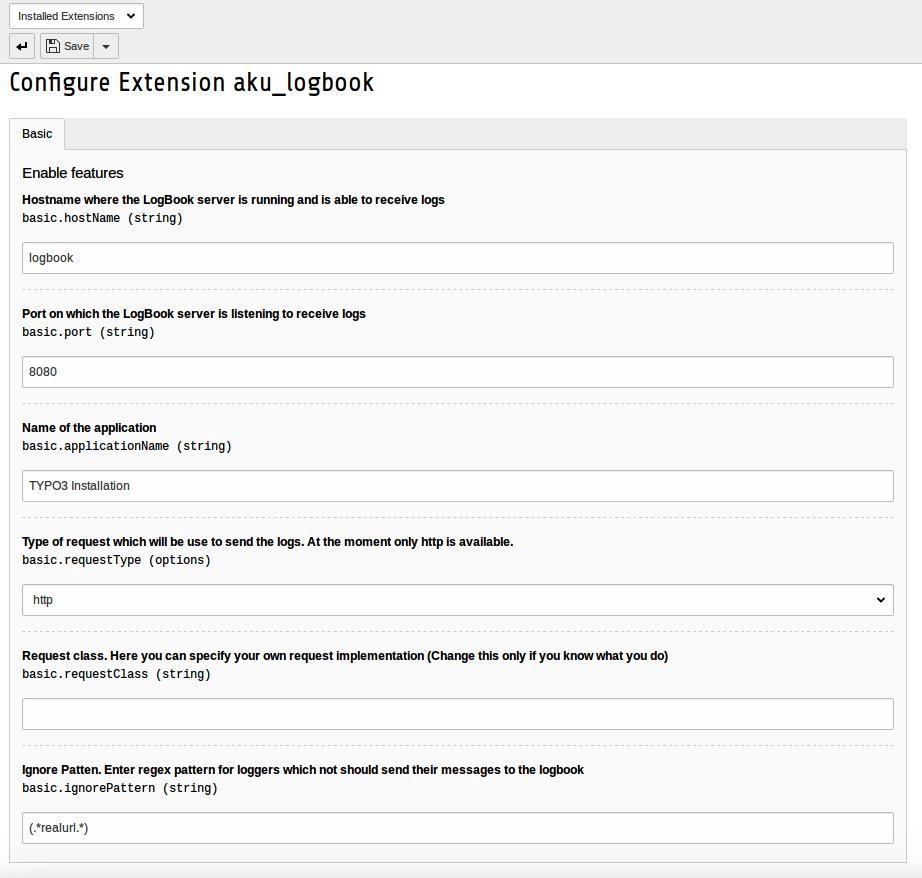 Installed Extensions
Save
Configure Extension aku_logbook
Basic
Enable features
Hostname where the LogBook server is running and is able to receive logs
basic.hostName (string)
logbook
Port on which the LogBook server is listening to receive logs
basic.port (string)
8080
Name of the application
basic.applicationName (string)
TYPO3 Installation
Type of request which will be use to send the logs. At the moment only http is available.
basic.requestType (options)
http
Request class. Here you can specify your own request implementation (Change this only if you know what you do)
basic.requestClass (string)
Ignore Patten. Enter regex pattern for loggers which not should send their messages to the logbook
basic.ignorePattern (string)
(.*realurl.*)